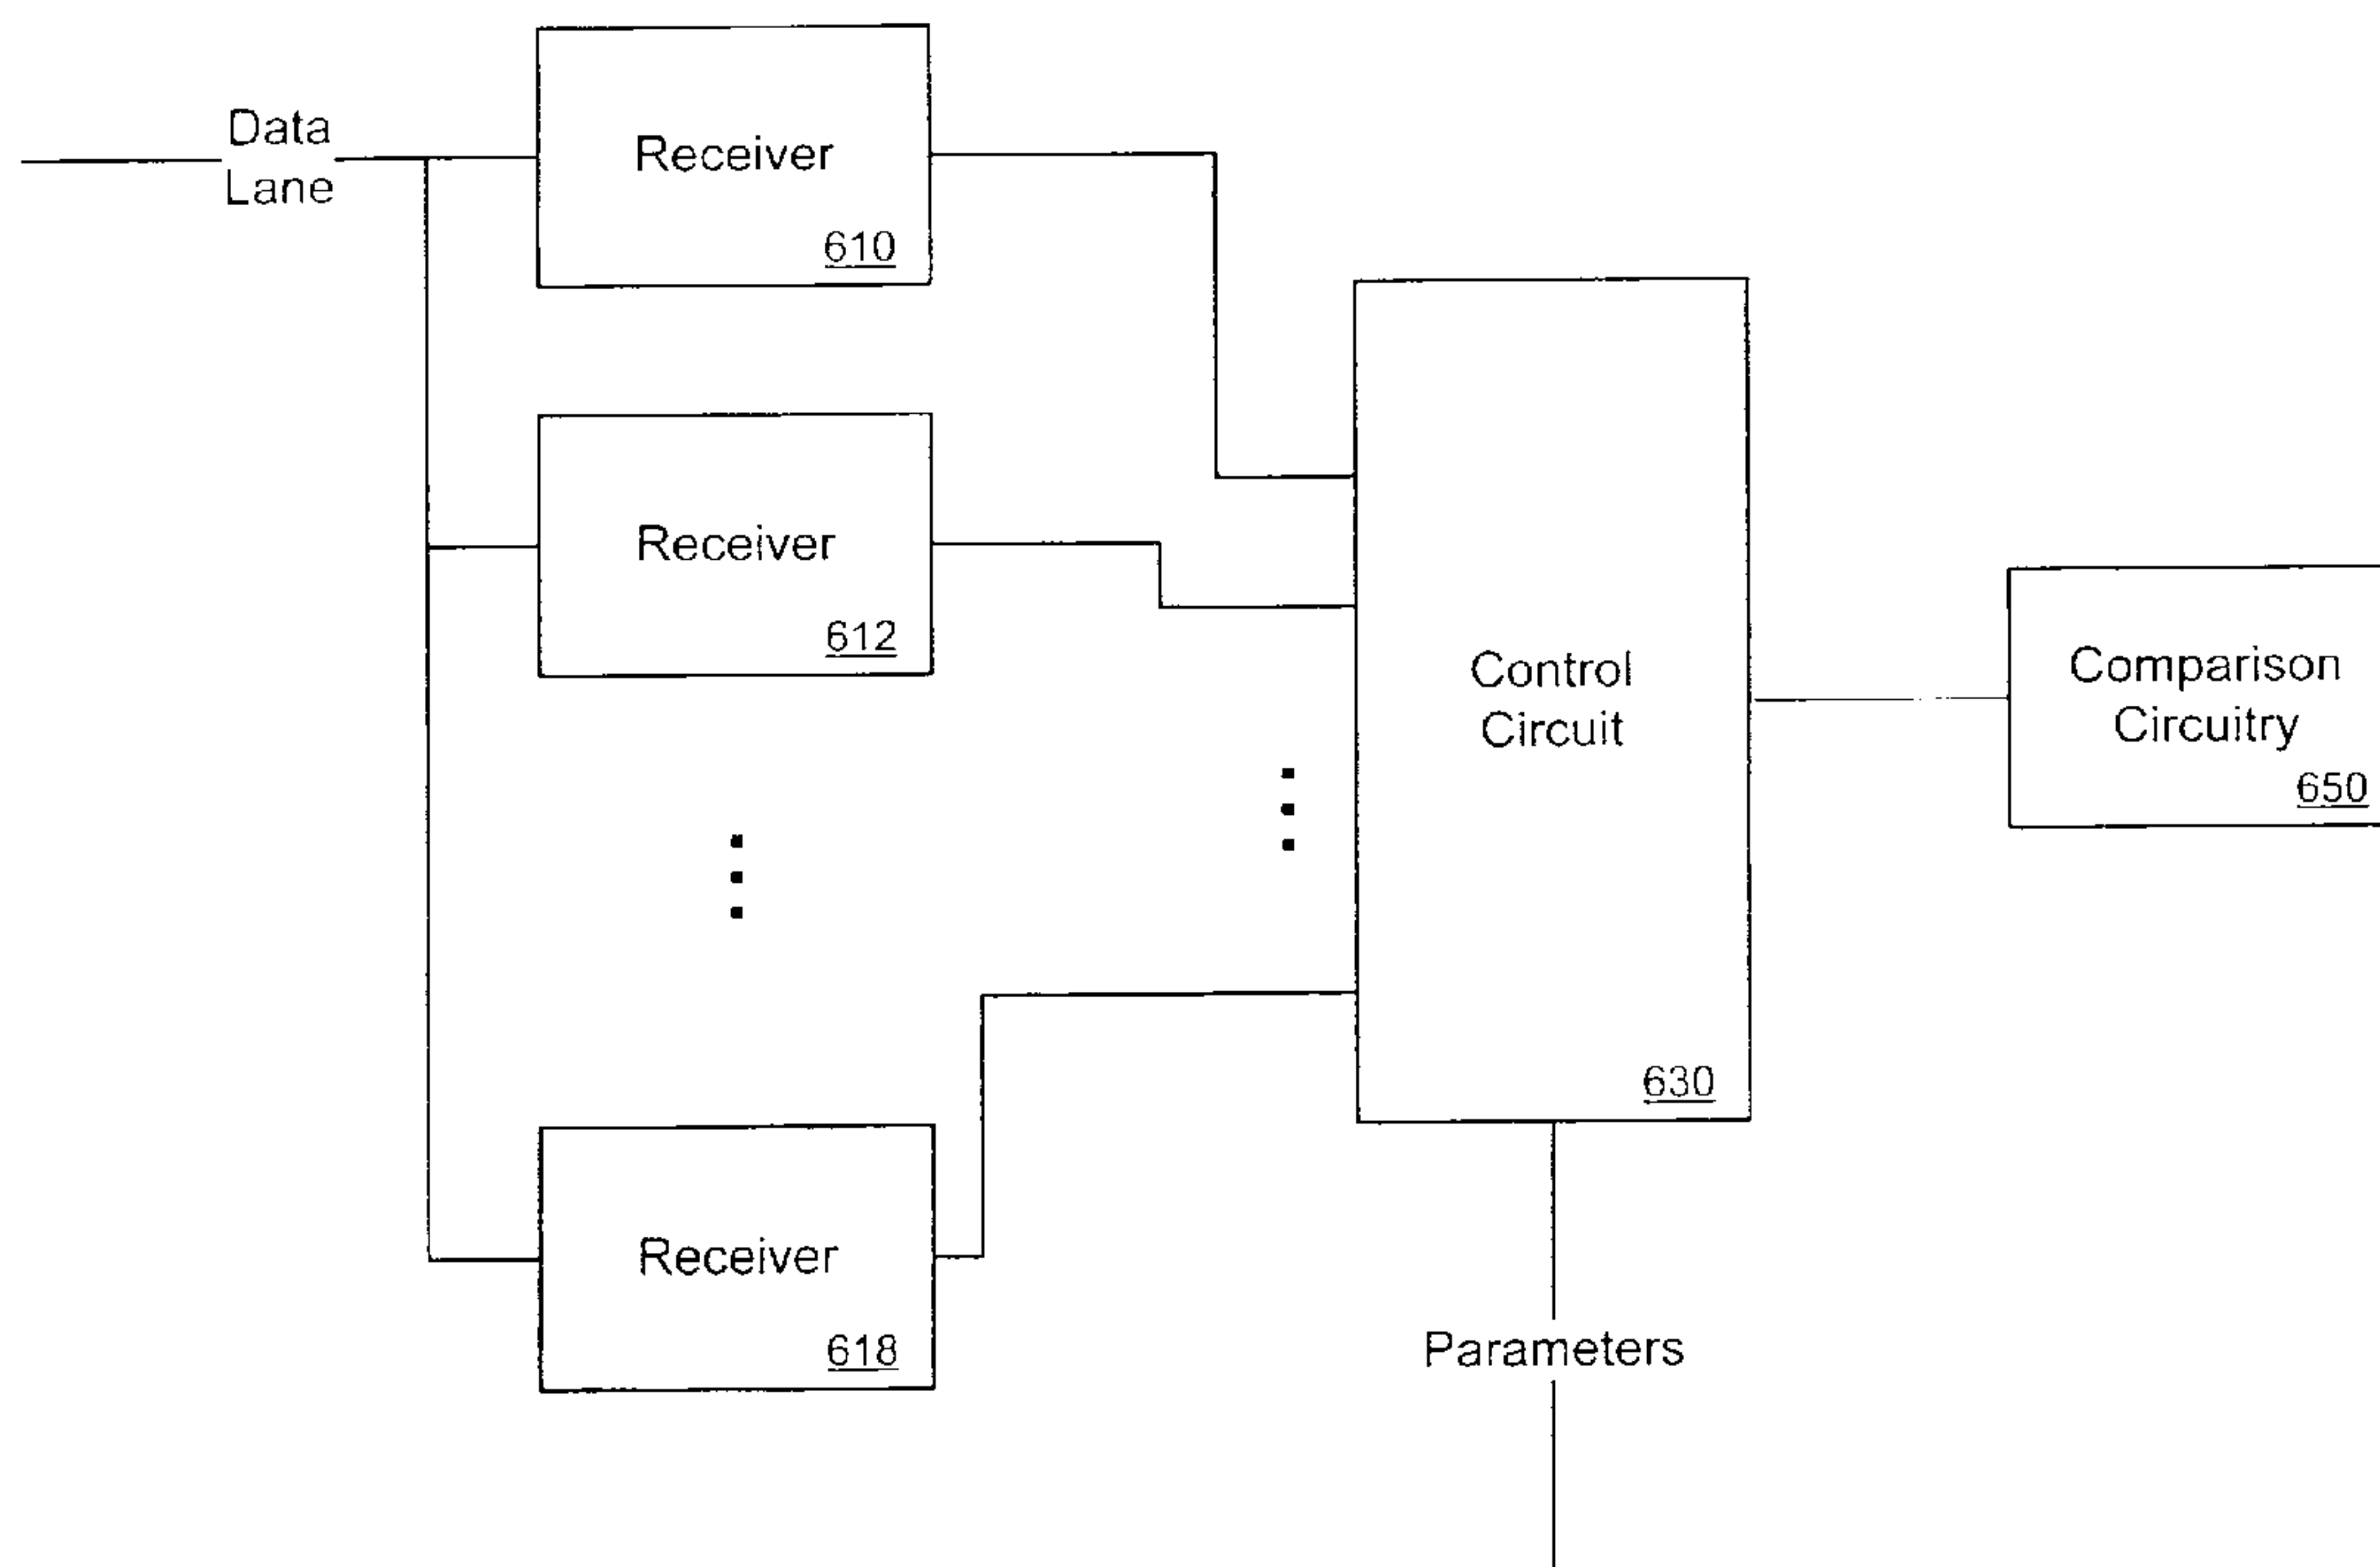 Data
Lane
Receiver
610
Receiver
612
Control
Circuit
630
Comparison
Circuitry
650
Receiver
618
Parameters